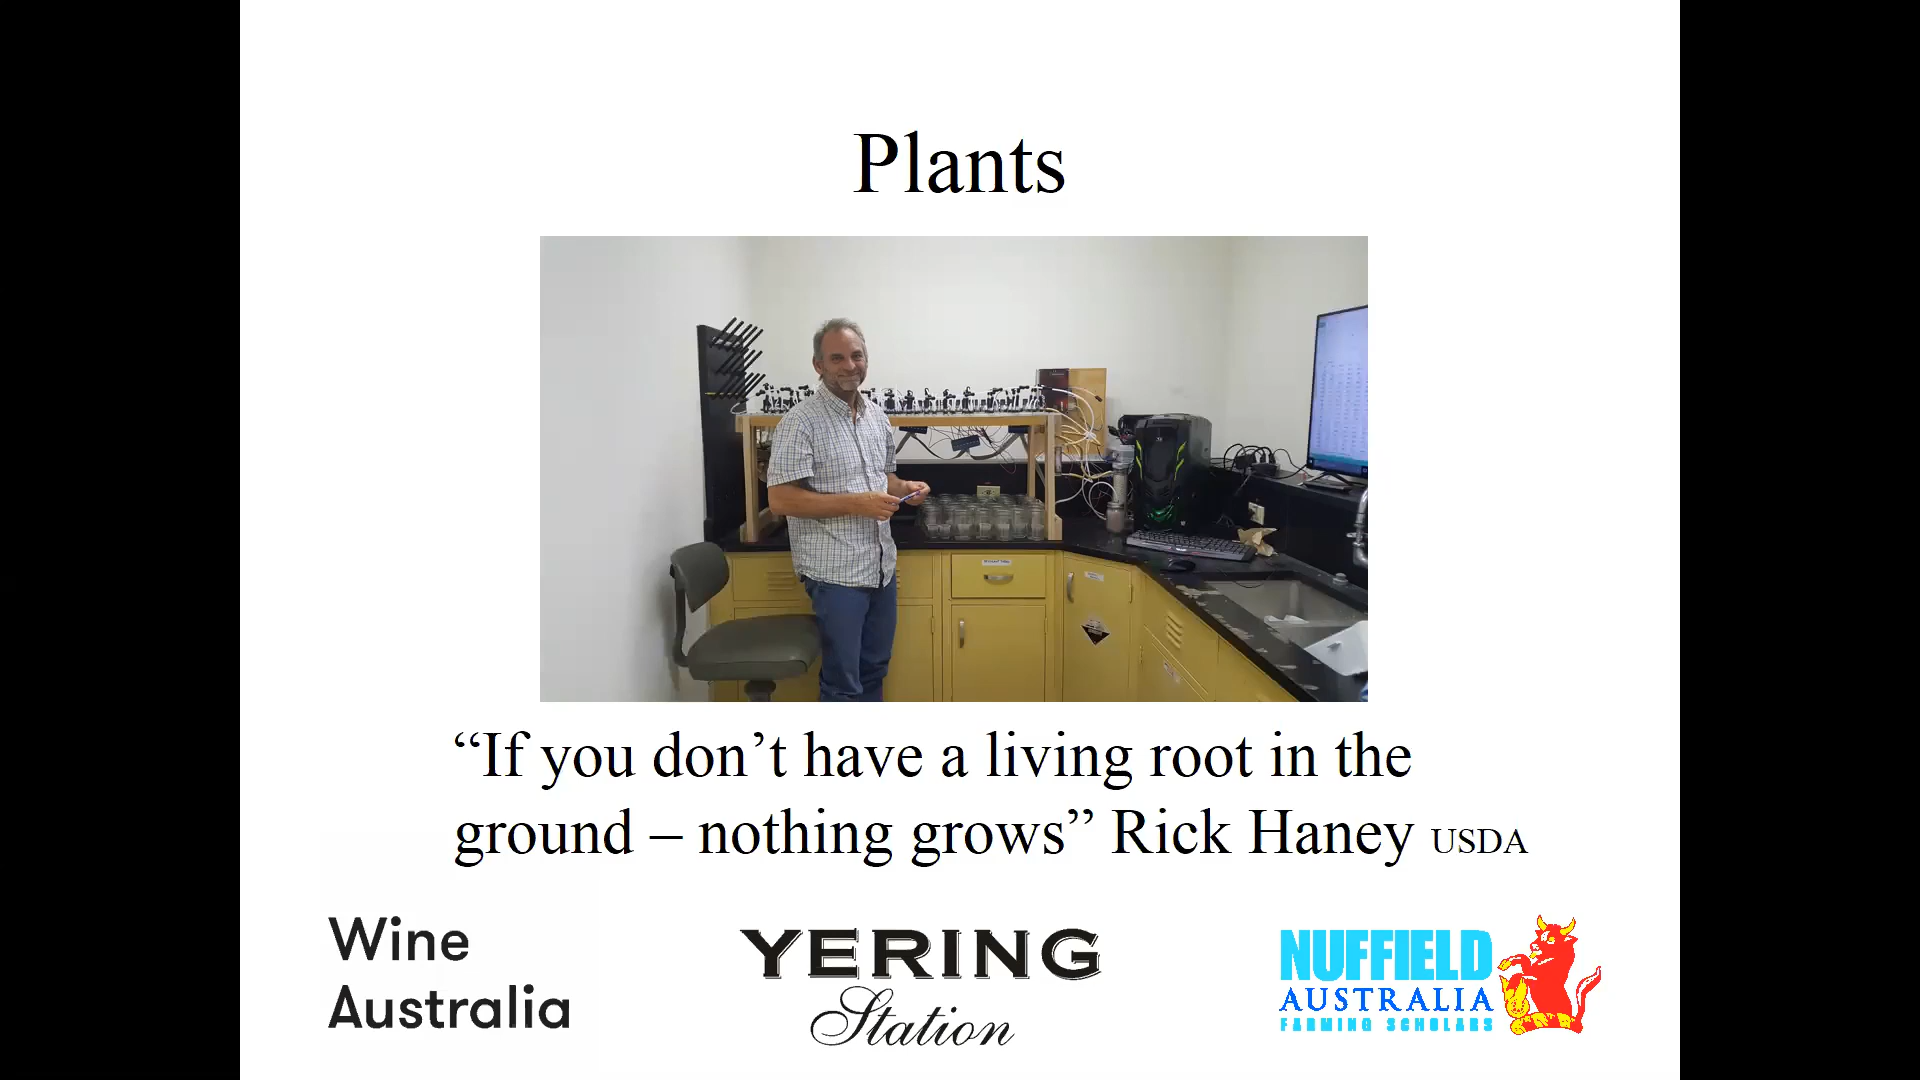 Plants
“If you don’t have a living root in the
ground – nothing grows” Rick Haney USDA
Wine
Australia
YERING
Station
NUFFIELD
AUSTRALIA
FARMING SCHOLARS